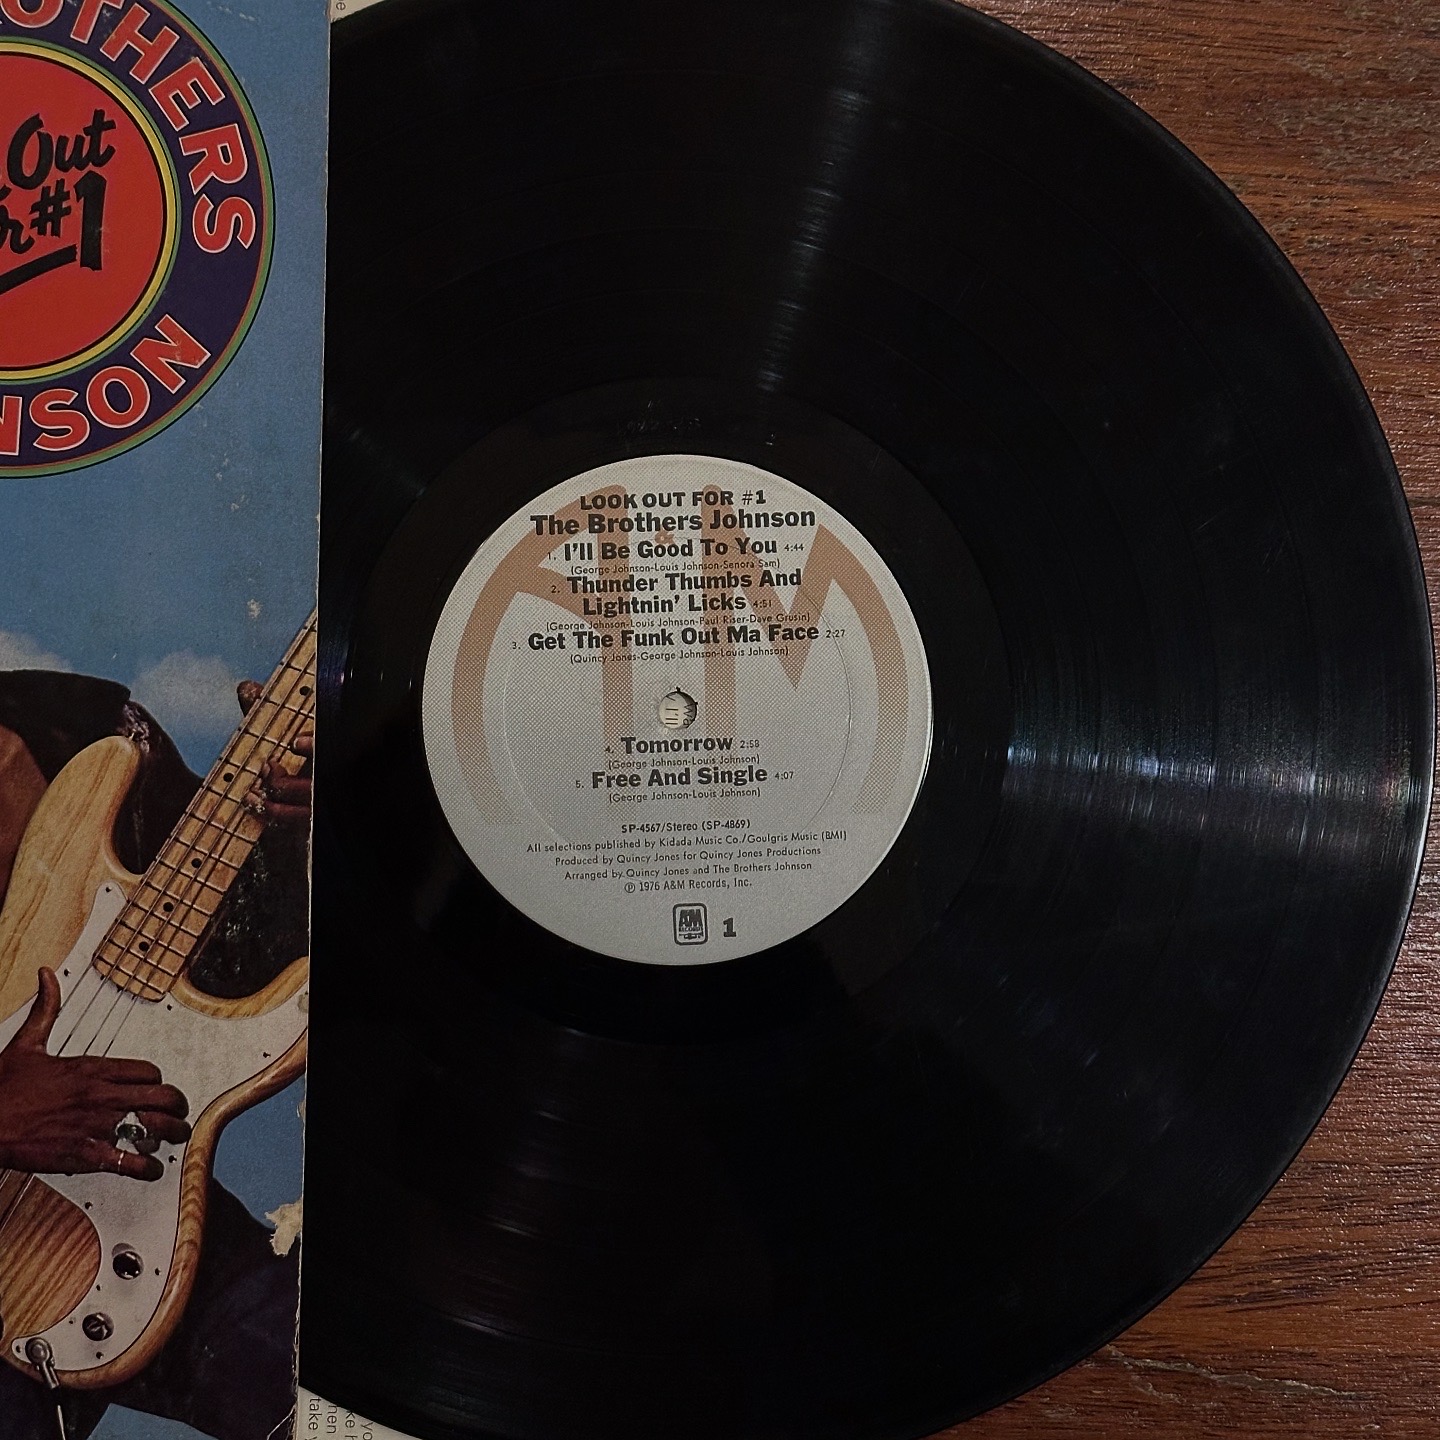 OTHERS
Out
#1
NSON
LOOK OUT FOR #1
The Brothers Johnson
1. I'll Be Good To You 4:44
(George Johnson-Louis Johnson-Senora Sam)
2. Thunder Thumbs And
Lightnin' Licks 4:51
(George Johnson-Louis Johnson-Paul Riser-Dave Grusin)
3. Get The Funk Out Ma Face 2:27
(Quincy Jones-George Johnson-Louis Johnson)
4. Tomorrow 2:58
(George Johnson-Louis Johnson)
5. Free And Single 4:07
(George Johnson-Louis Johnson)
SP-4567/Stereo (SP-4869)
All selections published by Kidada Music Co./Goulgris Music (BMI)
Produced by Quincy Jones for Quincy Jones Productions
Arranged by Quincy Jones and The Brothers Johnson
℗ 1976 A&M Records, Inc.
A&M
RECORDS
1
take